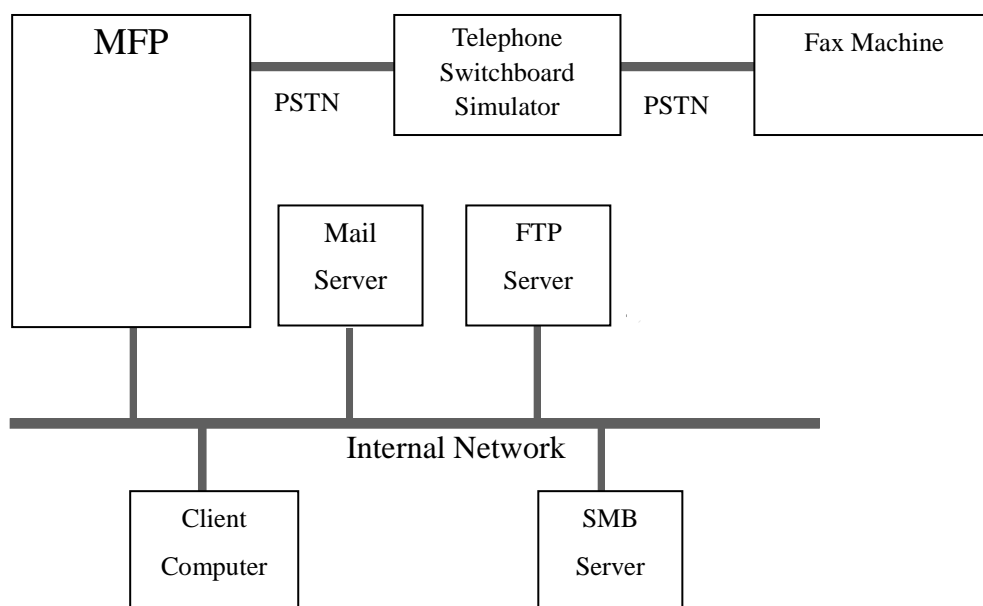 MFP
Telephone
Switchboard
Simulator
Fax Machine
PSTN
PSTN
Mail
Server
FTP
Server
Internal Network
Client
Computer
SMB
Server